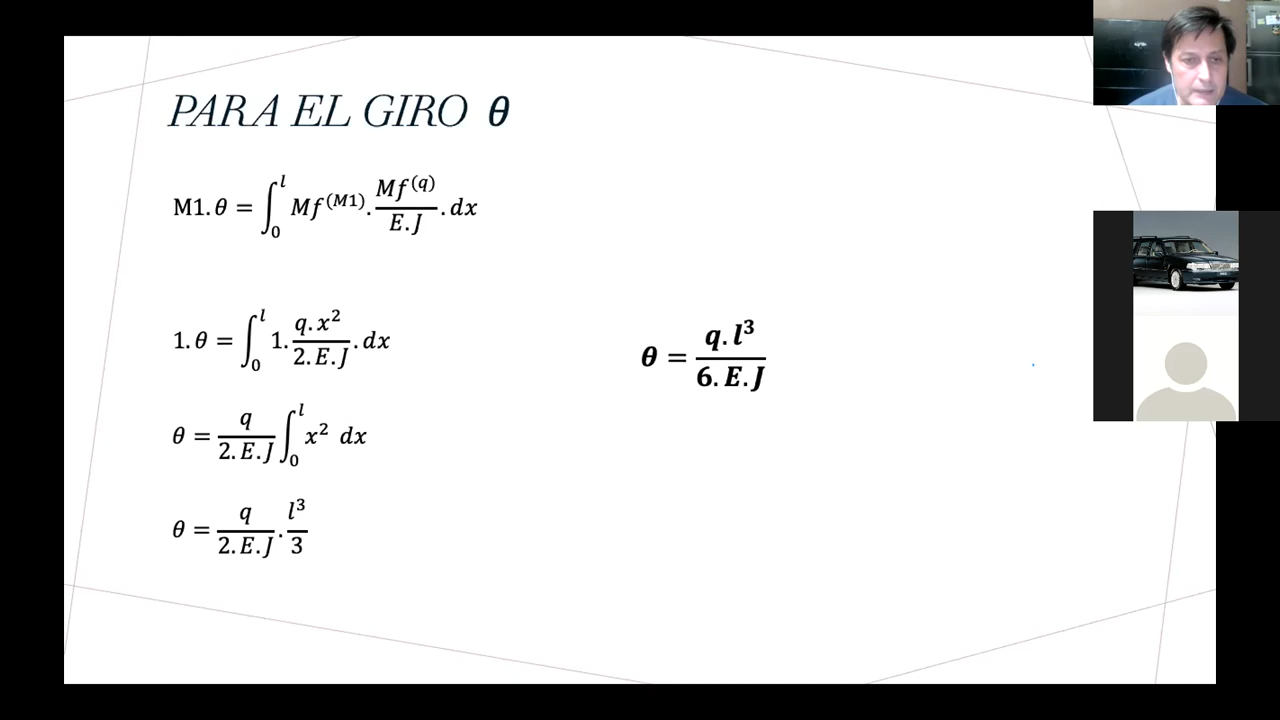 PARA EL GIRO θ
M1.θ = ∫₀ˡ Mf⁽ᴹ¹⁾. Mf⁽q⁾/E.J .dx
1.θ = ∫₀ˡ 1. q.x²/2.E.J .dx
θ = q/2.E.J ∫₀ˡ x² dx
θ = q/2.E.J . l³/3
θ = q.l³/6.E.J